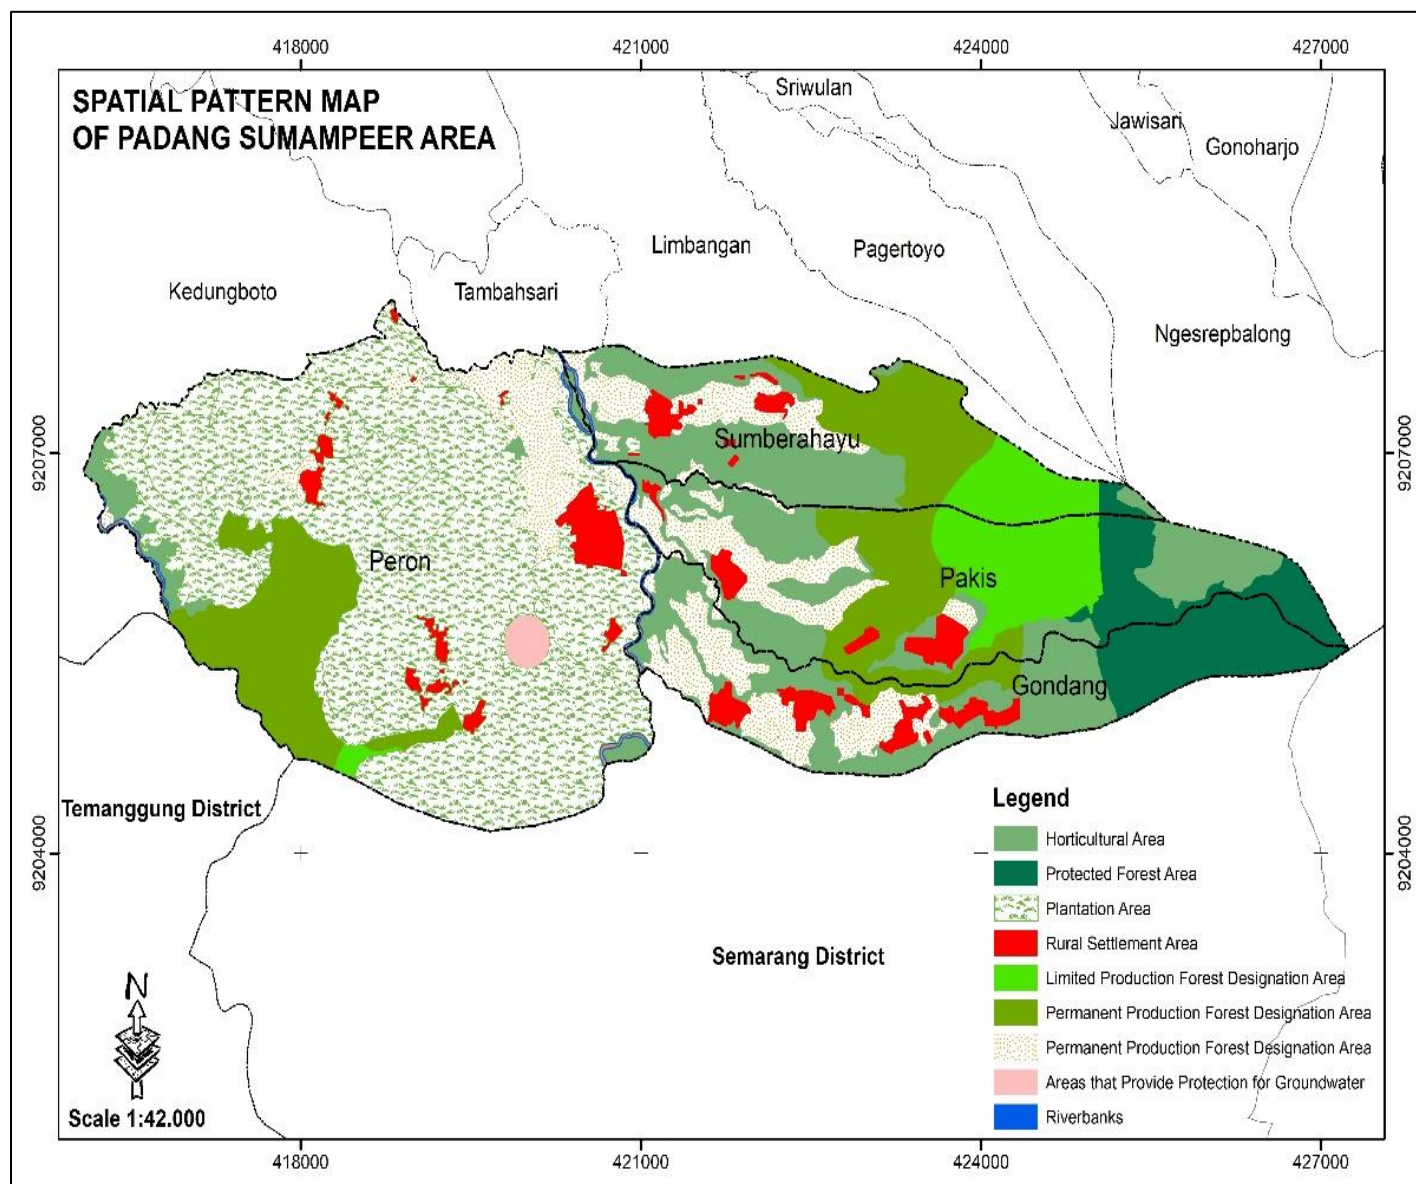 418000
421000
424000
427000
SPATIAL PATTERN MAP
OF PADANG SUMAMPEER AREA
Sriwulan
Jawisari
Gonoharjo
Limbangan
Pagertoyo
Kedungboto
Tambahsari
Ngesrepbalong
9207000
9207000
Sumberahayu
Peron
Pakis
Gondang
Temanggung District
Legend
Horticultural Area
Protected Forest Area
Plantation Area
Rural Settlement Area
Limited Production Forest Designation Area
Permanent Production Forest Designation Area
Permanent Production Forest Designation Area
Areas that Provide Protection for Groundwater
Riverbanks
9204000
9204000
Semarang District
N
Scale 1:42.000
418000
421000
424000
427000